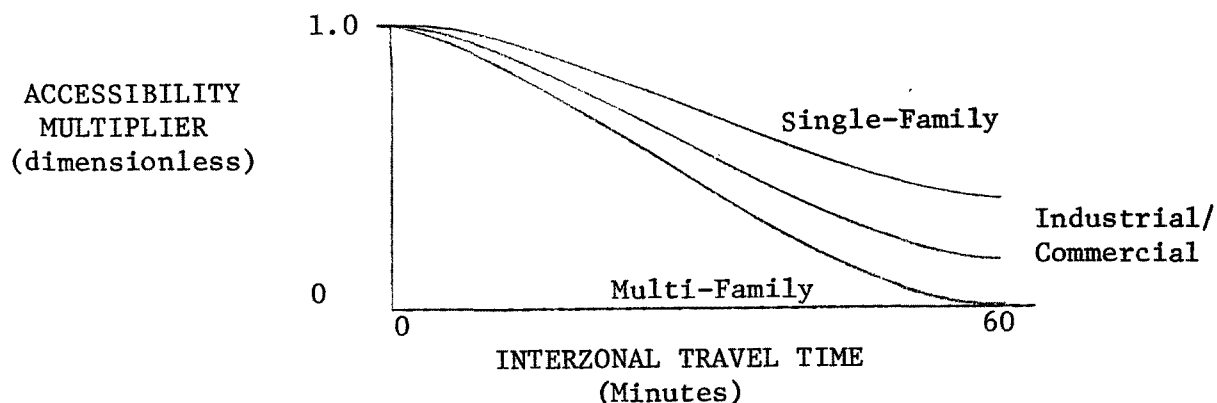 1.0
ACCESSIBILITY
MULTIPLIER
(dimensionless)
Single-Family
Industrial/
Commercial
Multi-Family
0
0
60
INTERZONAL TRAVEL TIME
(Minutes)